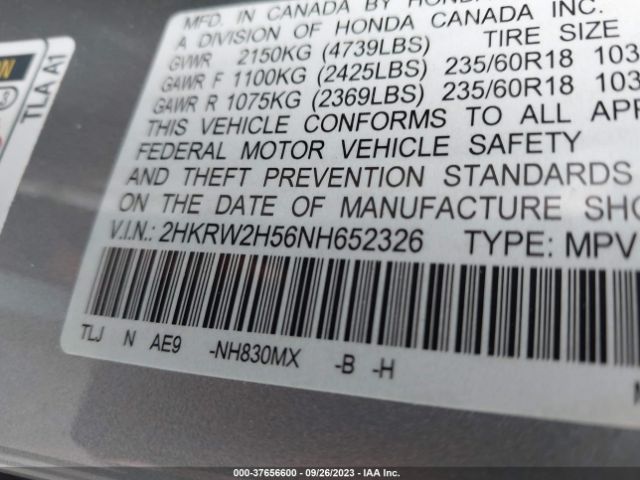 MFD. IN CANADA BY HONDA
A DIVISION OF HONDA CANADA INC.
GVWR 2150KG (4739LBS) TIRE SIZE
GAWR F 1100KG (2425LBS) 235/60R18 103
GAWR R 1075KG (2369LBS) 235/60R18 103
THIS VEHICLE CONFORMS TO ALL APP
FEDERAL MOTOR VEHICLE SAFETY
AND THEFT PREVENTION STANDARDS
ON THE DATE OF MANUFACTURE SHO
V.I.N.: 2HKRW2H56NH652326 TYPE: MPV
TLJ N AE9 -NH830MX -B -H
TLA A1
000-37656600 - 09/26/2023 - IAA Inc.